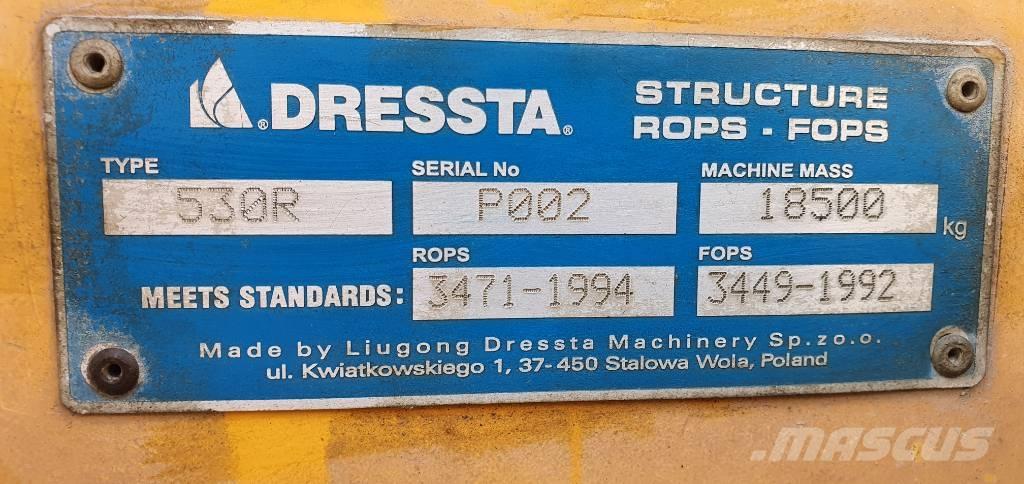 DRESSTA®
STRUCTURE
ROPS - FOPS
TYPE
530R
SERIAL No
P002
MACHINE MASS
18500 kg
MEETS STANDARDS:
ROPS
3471-1994
FOPS
3449-1992
Made by Liugong Dressta Machinery Sp.zo.o.
ul. Kwiatkowskiego 1, 37-450 Stalowa Wola, Poland
MASCUS